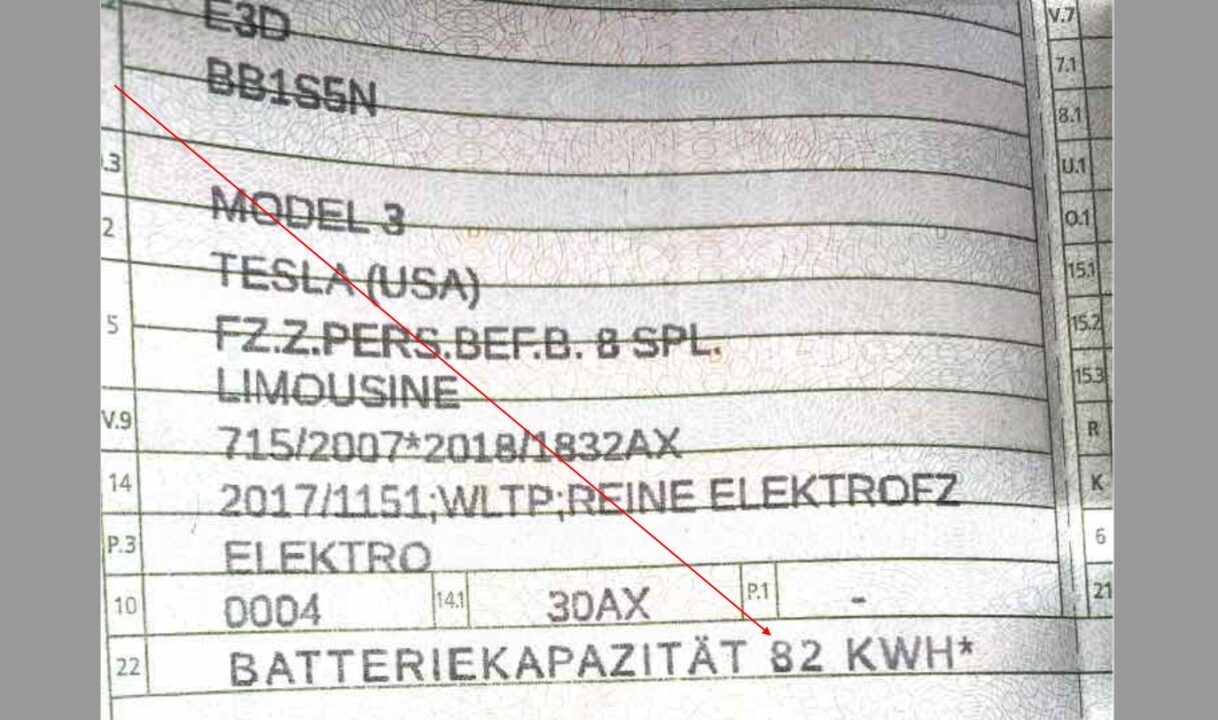 E3D
V.7
BB1S5N
7.1
8.1
.3
U.1
MODEL 3
O.1
2
TESLA (USA)
15.1
5
FZ.Z.PERS.BEF.B. 8 SPL.
15.2
LIMOUSINE
15.3
V.9
715/2007*2018/1832AX
R
14
2017/1151;WLTP;REINE ELEKTROFZ
K
P.3
ELEKTRO
6
10
0004
14.1
30AX
P.1
-
21
22
BATTERIEKAPAZITÄT 82 KWH*